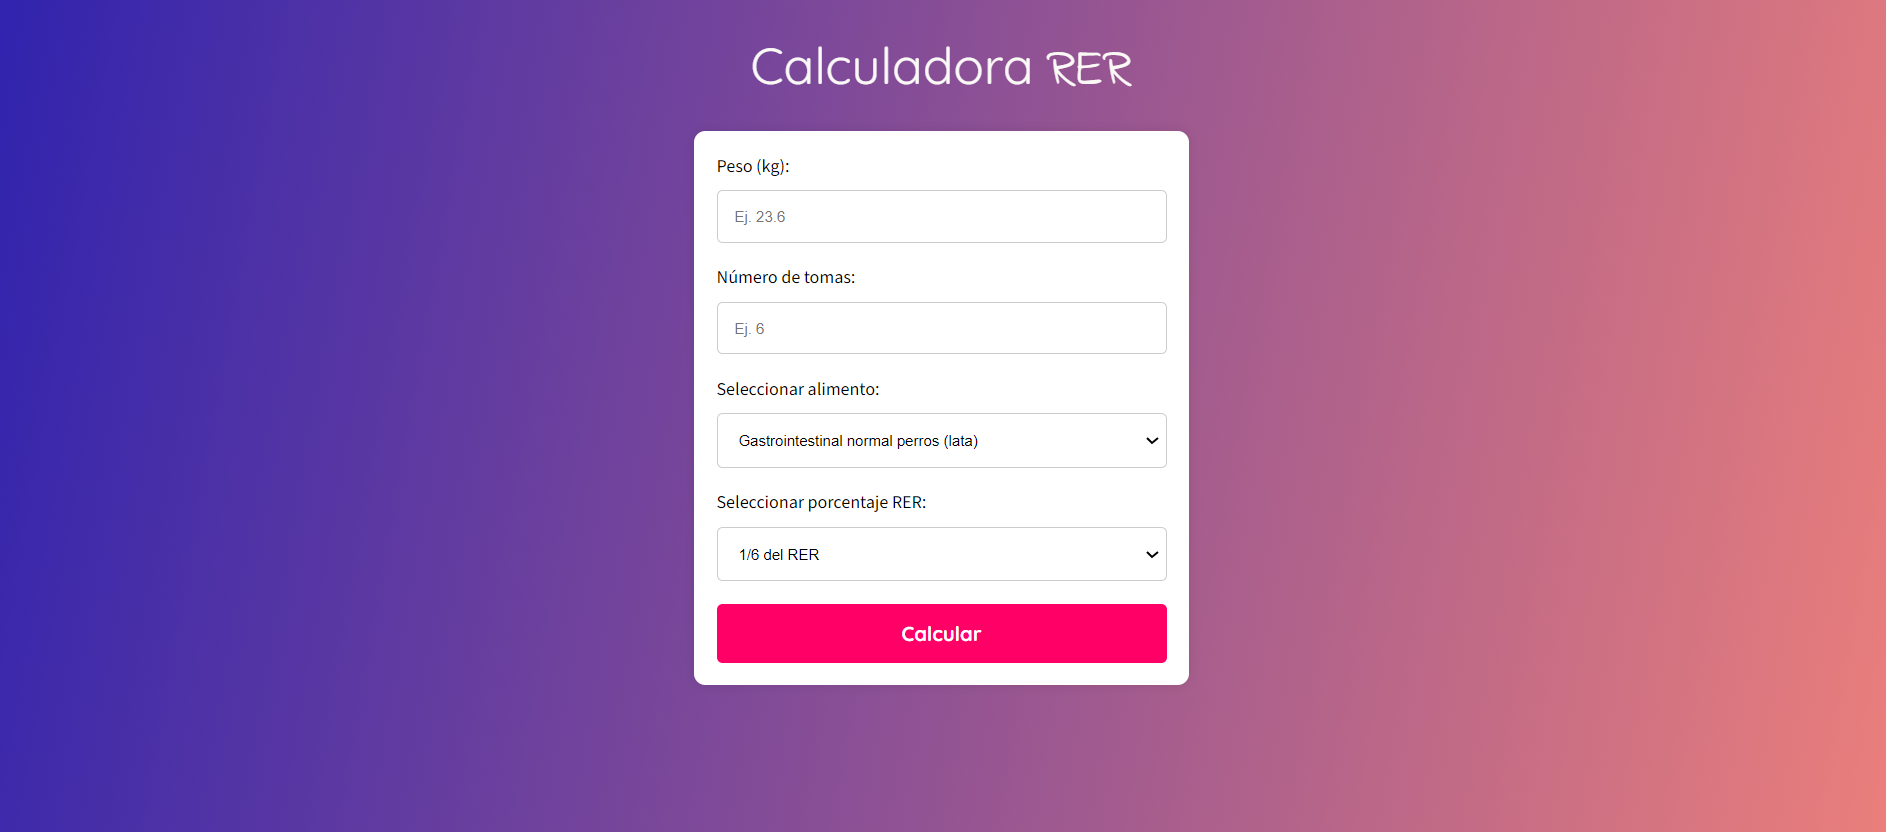 Calculadora RER
Peso (kg):
Ej. 23.6
Número de tomas:
Ej. 6
Seleccionar alimento:
Gastrointestinal normal perros (lata)
Seleccionar porcentaje RER:
1/6 del RER
Calcular